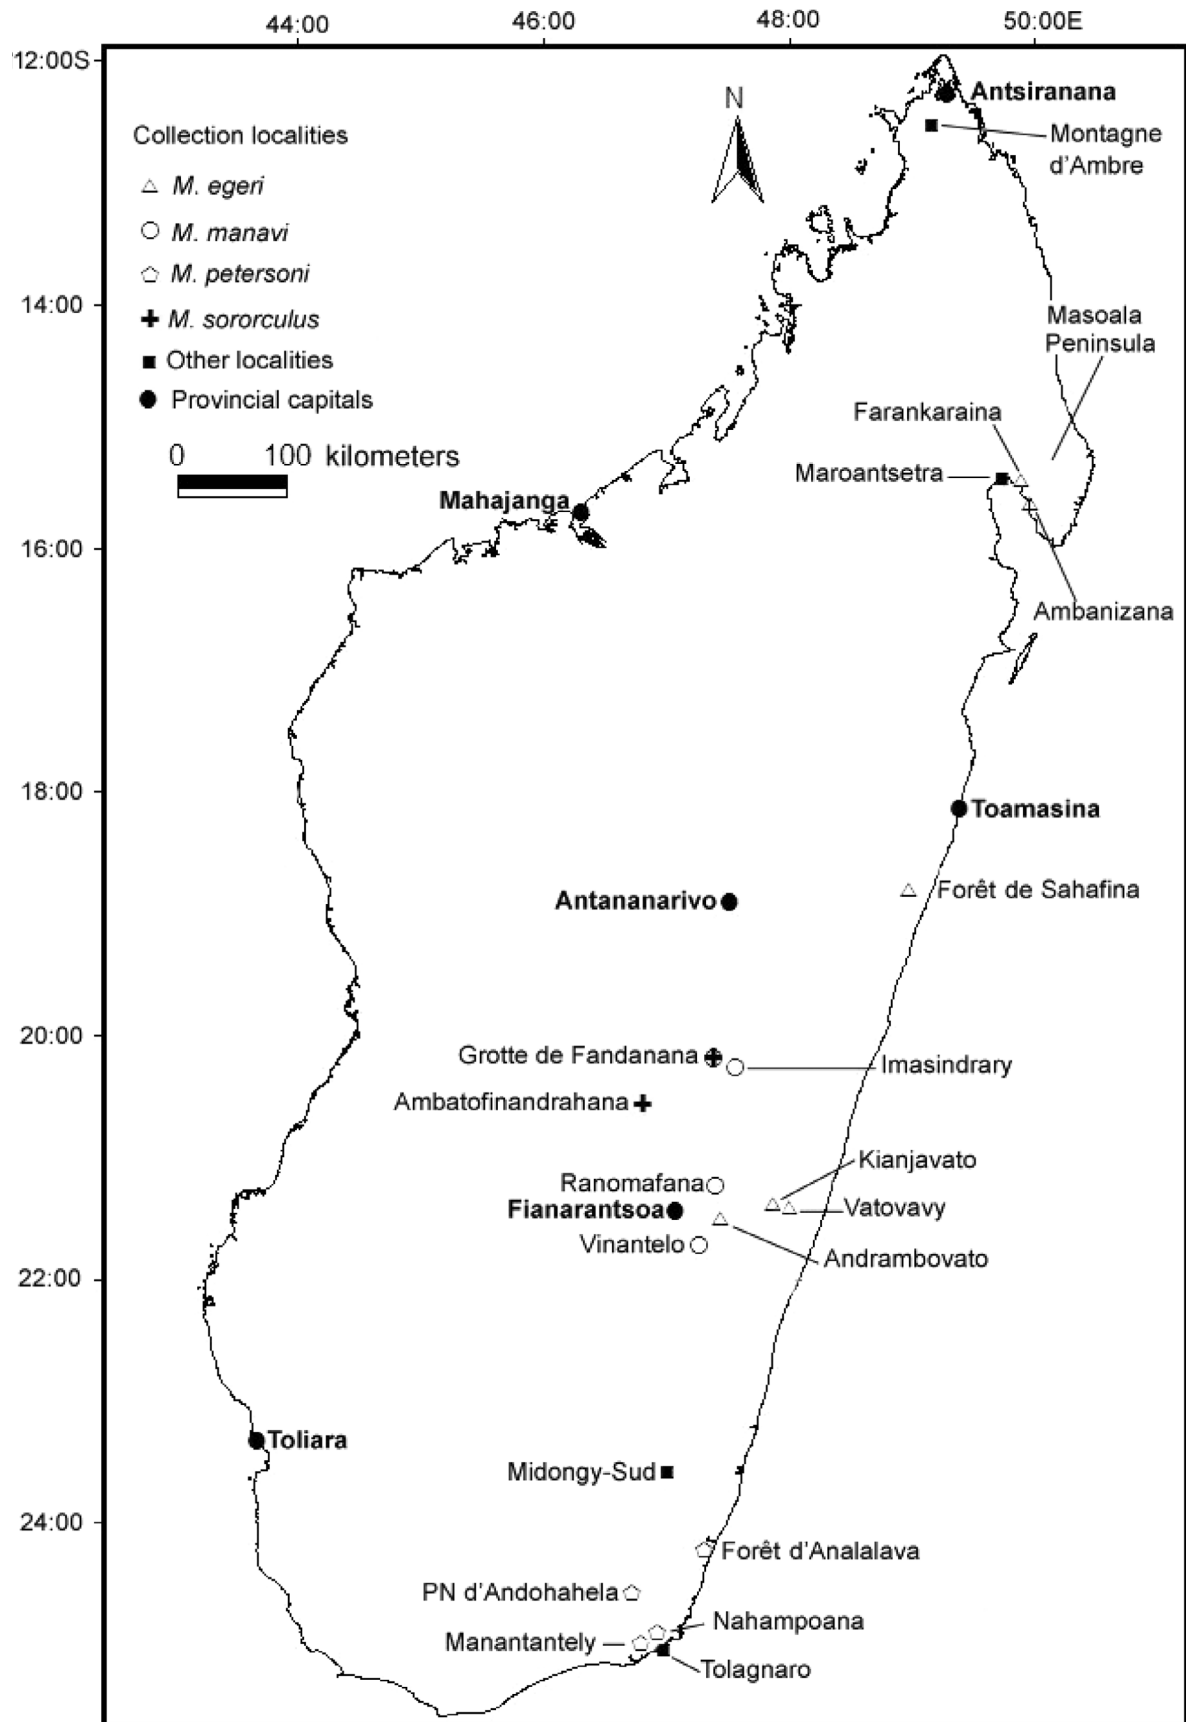 44:00 46:00 48:00 50:00E
12:00S
Antsiranana
N
Montagne
d'Ambre
Collection localities
M. egeri
M. manavi
M. petersoni
M. sororculus
Other localities
Provincial capitals
0 100 kilometers
14:00
Masoala
Peninsula
Farankaraina
Maroantsetra
Mahajanga
16:00
Ambanizana
18:00
Toamasina
Forêt de Sahafina
Antananarivo
20:00
Grotte de Fandanana
Imasindrary
Ambatofinandrahana
Kianjavato
Ranomafana
Fianarantsoa
Vatovavy
Vinantelo
Andrambovato
22:00
Toliara
Midongy-Sud
24:00
Forêt d'Analalava
PN d'Andohahela
Nahampoana
Manantantely
Tolagnaro